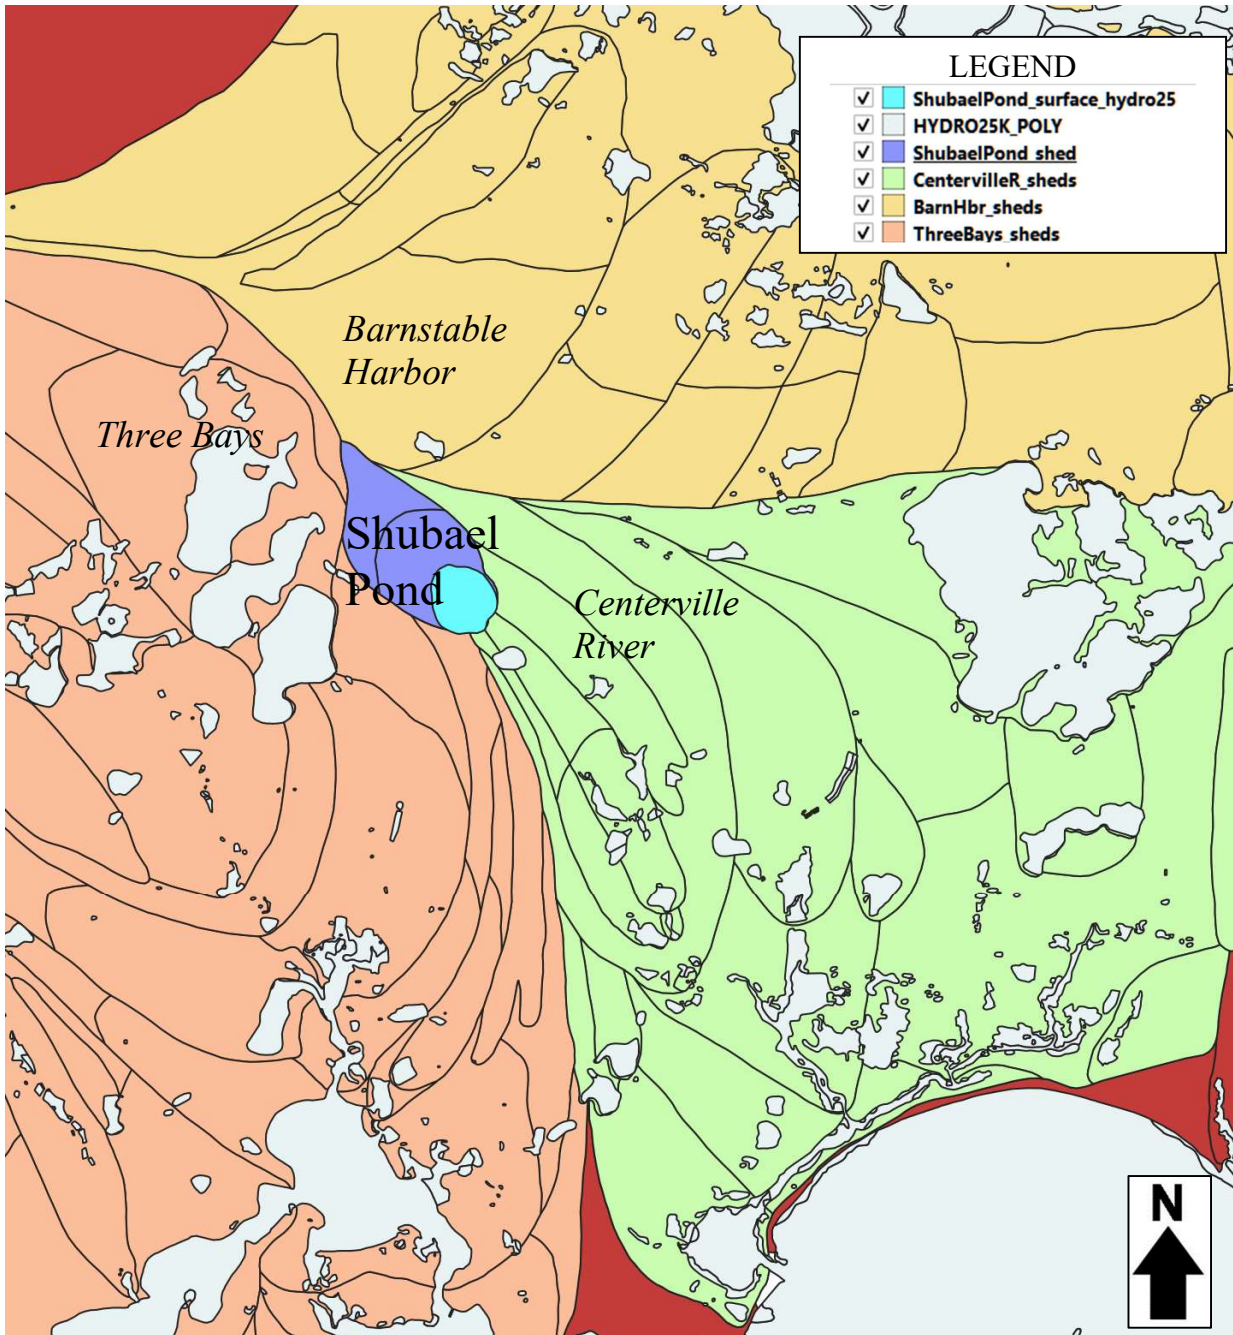 LEGEND
ShubaelPond_surface_hydro25
HYDRO25K_POLY
ShubaelPond_shed
CentervilleR_sheds
BarnHbr_sheds
ThreeBays_sheds
Barnstable
Harbor
Three Bays
Shubael
Pond
Centerville
River
N